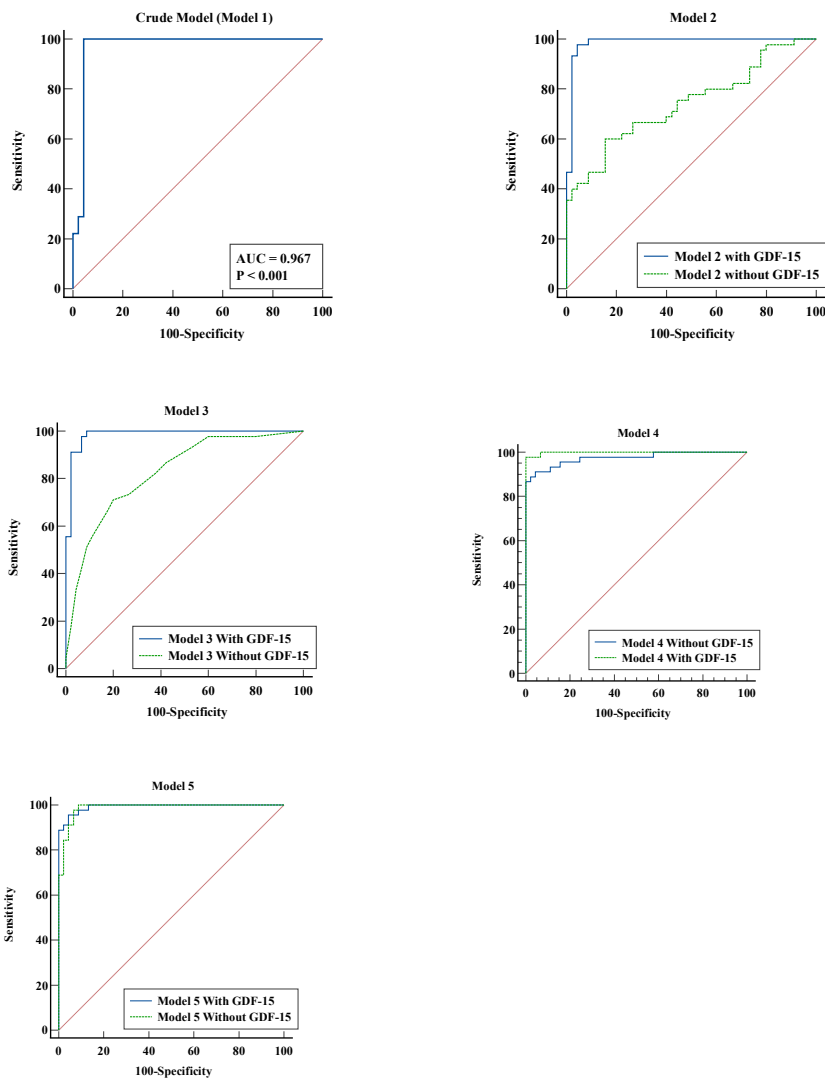 Crude Model (Model 1)
Sensitivity
100
80
60
40
20
0
AUC = 0.967
P < 0.001
0 20 40 60 80 100
100-Specificity
Model 2
Sensitivity
100
80
60
40
20
0
Model 2 with GDF-15
Model 2 without GDF-15
0 20 40 60 80 100
100-Specificity
Model 3
Sensitivity
100
80
60
40
20
0
Model 3 With GDF-15
Model 3 Without GDF-15
0 20 40 60 80 100
100-Specificity
Model 4
Sensitivity
100
80
60
40
20
0
Model 4 Without GDF-15
Model 4 With GDF-15
0 20 40 60 80 100
100-Specificity
Model 5
Sensitivity
100
80
60
40
20
0
Model 5 With GDF-15
Model 5 Without GDF-15
0 20 40 60 80 100
100-Specificity